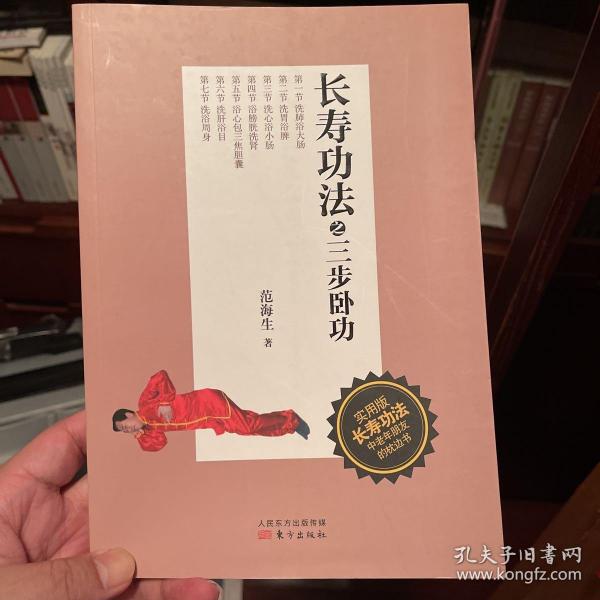 长寿功法之三步卧功
第一节 洗肺浴大肠
第二节 洗胃浴脾
第三节 洗心浴小肠
第四节 浴膀胱洗肾
第五节 浴心包三焦胆囊
第六节 洗肝浴目
第七节 洗浴周身
范海生 著
实用版
长寿功法
中老年朋友
的枕边书
人民东方出版传媒
东方出版社
孔夫子旧书网
www.kongfz.com